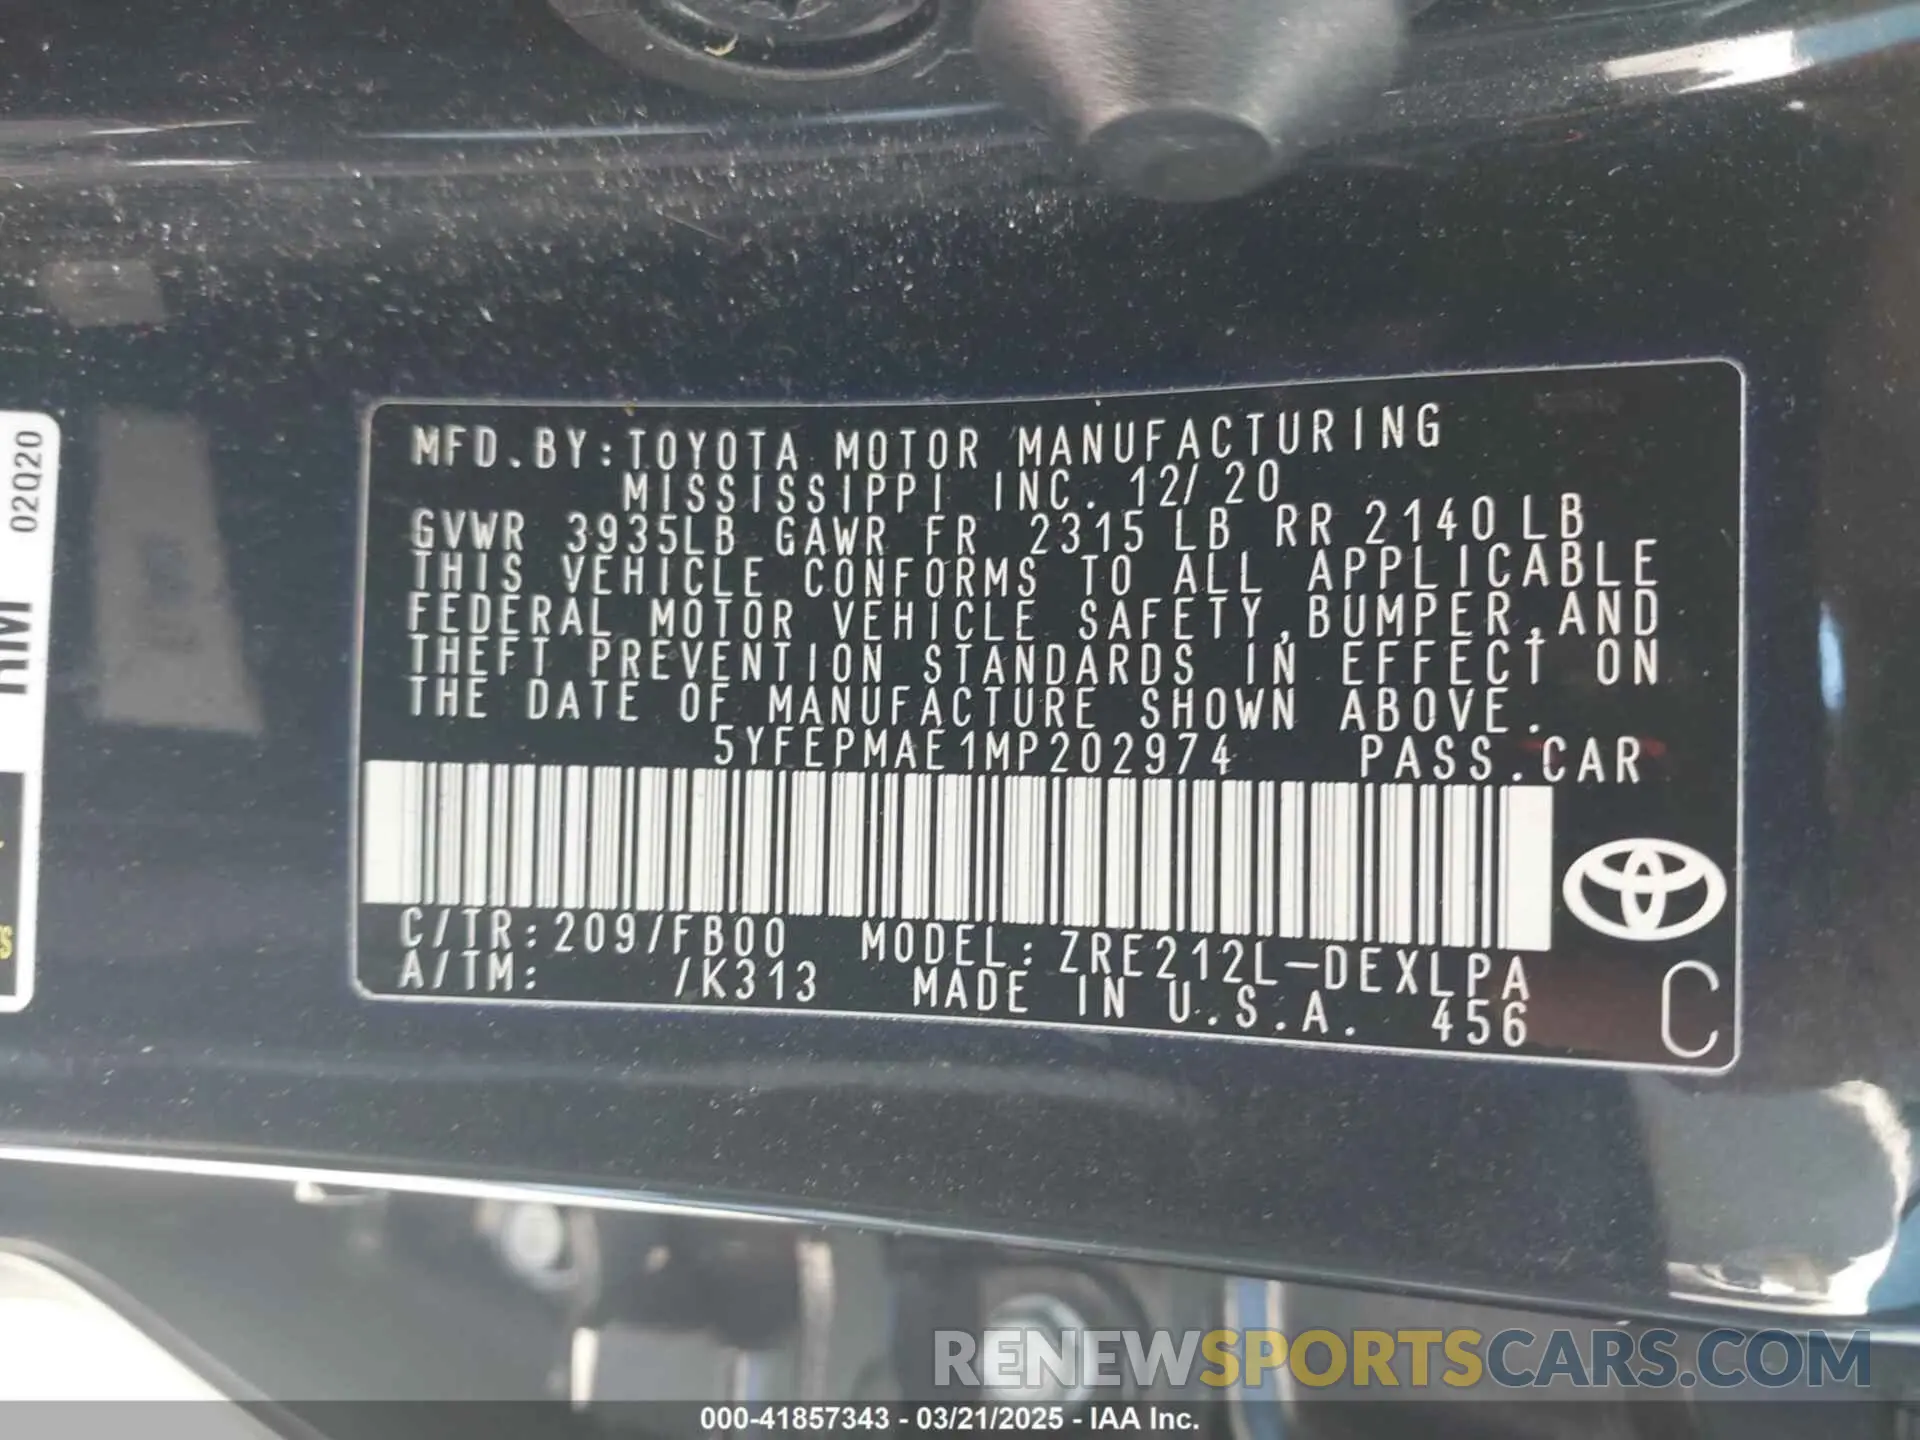 MFD.BY:TOYOTA MOTOR MANUFACTURING
MISSISSIPPI INC. 12/20
GVWR 3935LB GAWR FR 2315 LB RR 2140 LB
THIS VEHICLE CONFORMS TO ALL APPLICABLE
FEDERAL MOTOR VEHICLE SAFETY,BUMPER,AND
THEFT PREVENTION STANDARDS IN EFFECT ON
THE DATE OF MANUFACTURE SHOWN ABOVE.
5YFEPMAE1MP202974 PASS.CAR
C/TR:209/FB00 MODEL:ZRE212L-DEXLPA
A/TM: /K313 MADE IN U.S.A. 456
C
02Q20
RENEWSPORTSCARS.COM
000-41857343 - 03/21/2025 - IAA Inc.